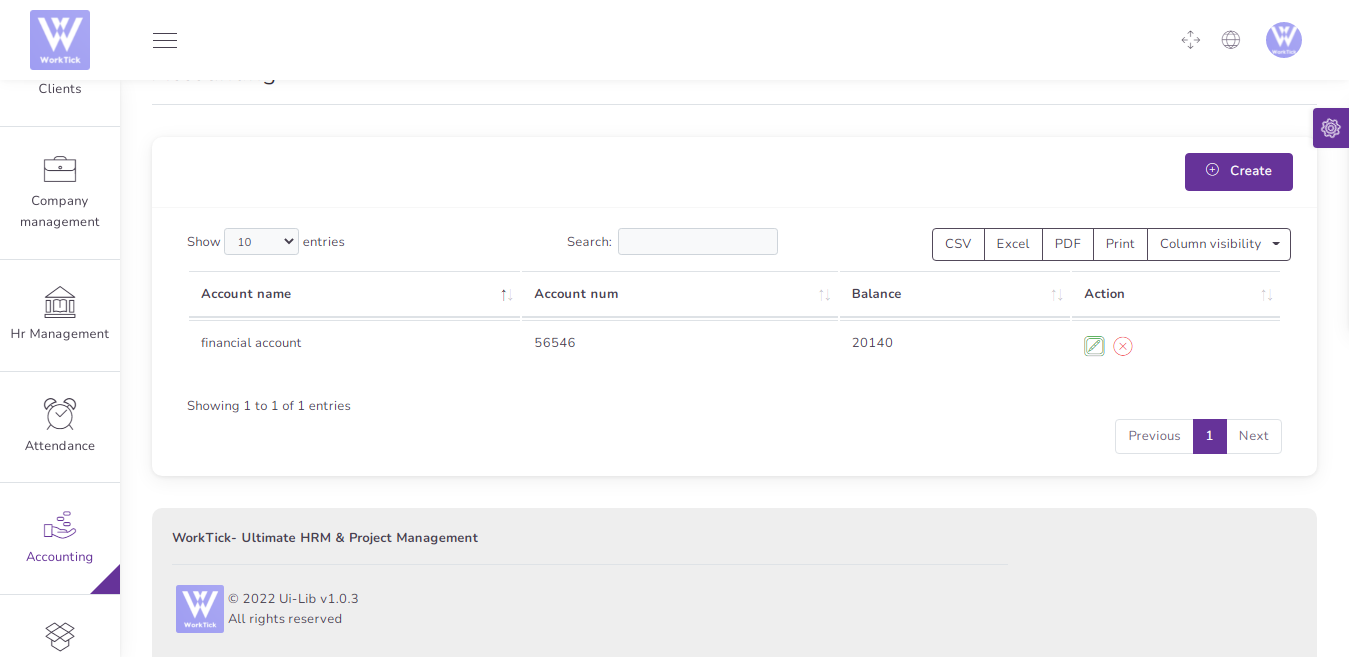 WorkTick
Clients
Company
management
Hr Management
Attendance
Accounting
Create
Show 10 entries
Search:
CSV Excel PDF Print Column visibility
Account name Account num Balance Action
financial account 56546 20140
Showing 1 to 1 of 1 entries
Previous 1 Next
WorkTick- Ultimate HRM & Project Management
WorkTick
© 2022 Ui-Lib v1.0.3
All rights reserved